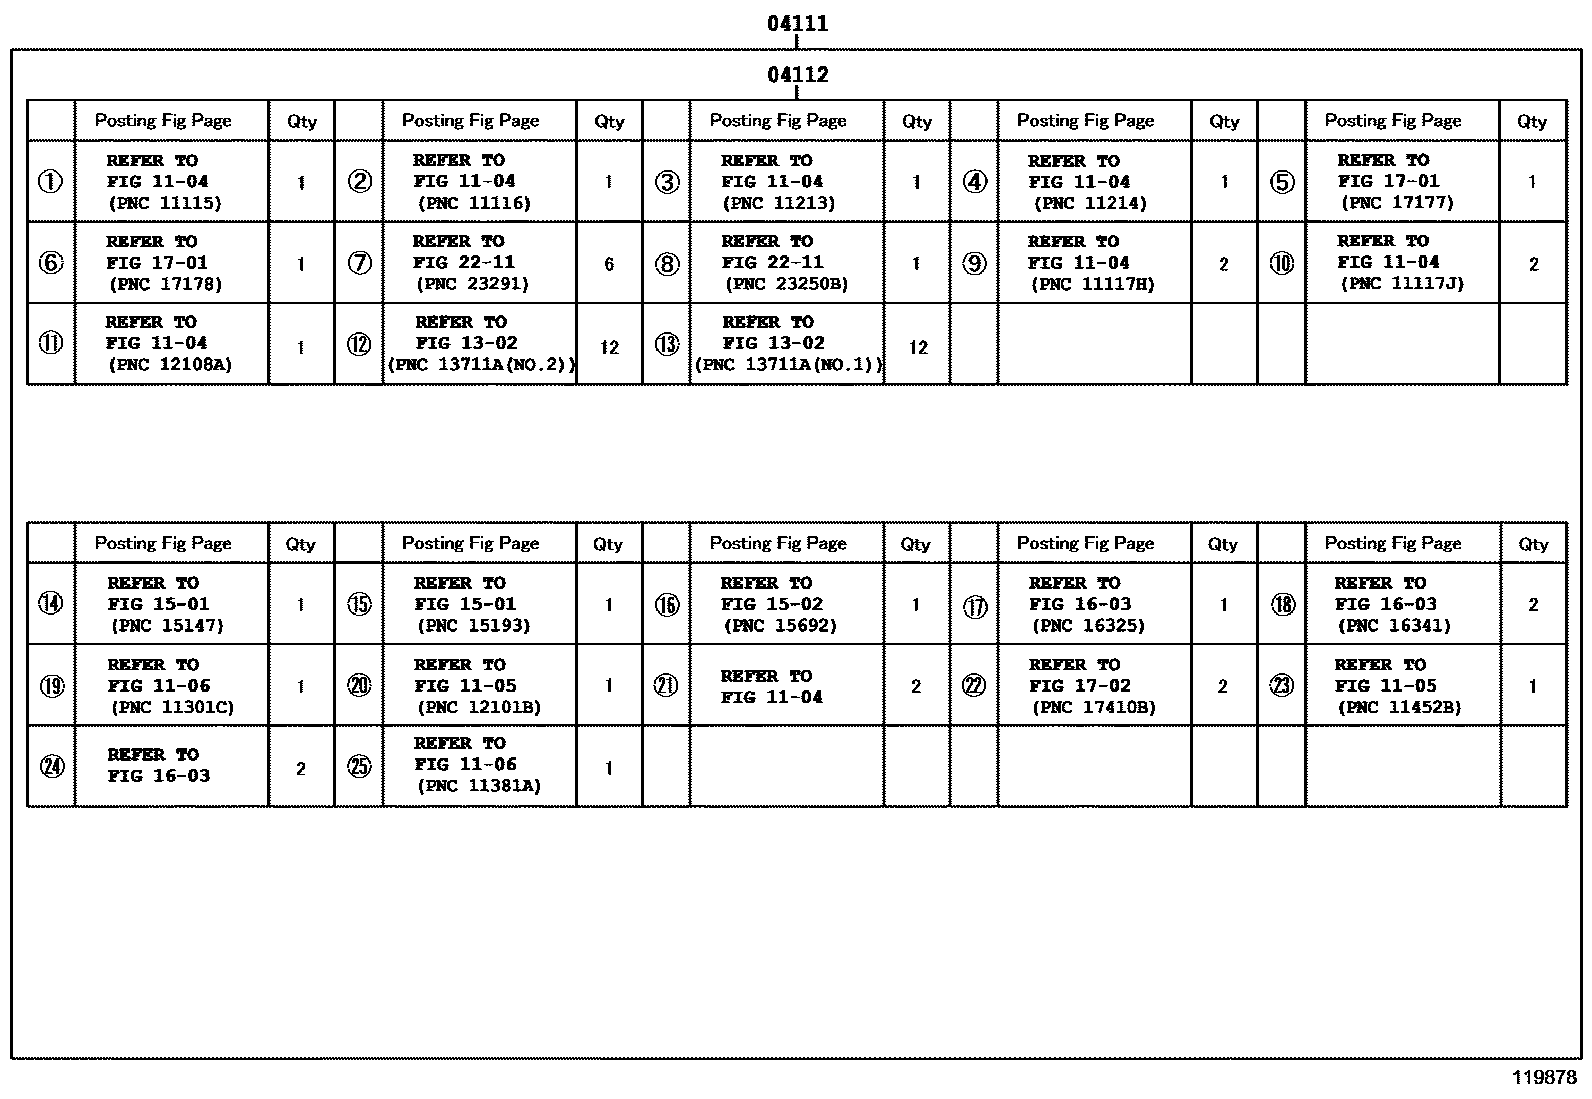 04111
04112
Posting Fig Page Qty Posting Fig Page Qty Posting Fig Page Qty Posting Fig Page Qty Posting Fig Page Qty
① REFER TO FIG 11-04 (PNC 11115) 1 ② REFER TO FIG 11-04 (PNC 11116) 1 ③ REFER TO FIG 11-04 (PNC 11213) 1 ④ REFER TO FIG 11-04 (PNC 11214) 1 ⑤ REFER TO FIG 17-01 (PNC 17177) 1
⑥ REFER TO FIG 17-01 (PNC 17178) 1 ⑦ REFER TO FIG 22-11 (PNC 23291) 6 ⑧ REFER TO FIG 22-11 (PNC 23250B) 1 ⑨ REFER TO FIG 11-04 (PNC 11117H) 2 ⑩ REFER TO FIG 11-04 (PNC 11117J) 2
⑪ REFER TO FIG 11-04 (PNC 12108A) 1 ⑫ REFER TO FIG 13-02 (PNC 13711A(NO.2)) 12 ⑬ REFER TO FIG 13-02 (PNC 13711A(NO.1)) 12
Posting Fig Page Qty Posting Fig Page Qty Posting Fig Page Qty Posting Fig Page Qty Posting Fig Page Qty
⑭ REFER TO FIG 15-01 (PNC 15147) 1 ⑮ REFER TO FIG 15-01 (PNC 15193) 1 ⑯ REFER TO FIG 15-02 (PNC 15692) 1 ⑰ REFER TO FIG 16-03 (PNC 16325) 1 ⑱ REFER TO FIG 16-03 (PNC 16341) 2
⑲ REFER TO FIG 11-06 (PNC 11301C) 1 ⑳ REFER TO FIG 11-05 (PNC 12101B) 1 ㉑ REFER TO FIG 11-04 2 ㉒ REFER TO FIG 17-02 (PNC 17410B) 2 ㉓ REFER TO FIG 11-05 (PNC 11452B) 1
㉔ REFER TO FIG 16-03 2 ㉕ REFER TO FIG 11-06 (PNC 11381A) 1
119878